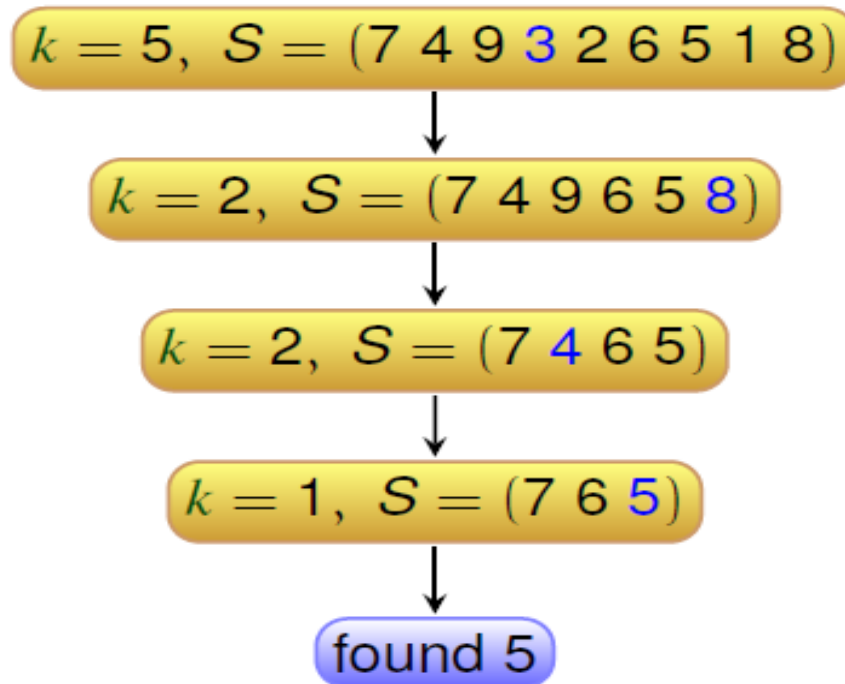 k = 5, S = (7 4 9 3 2 6 5 1 8)
k = 2, S = (7 4 9 6 5 8)
k = 2, S = (7 4 6 5)
k = 1, S = (7 6 5)
found 5